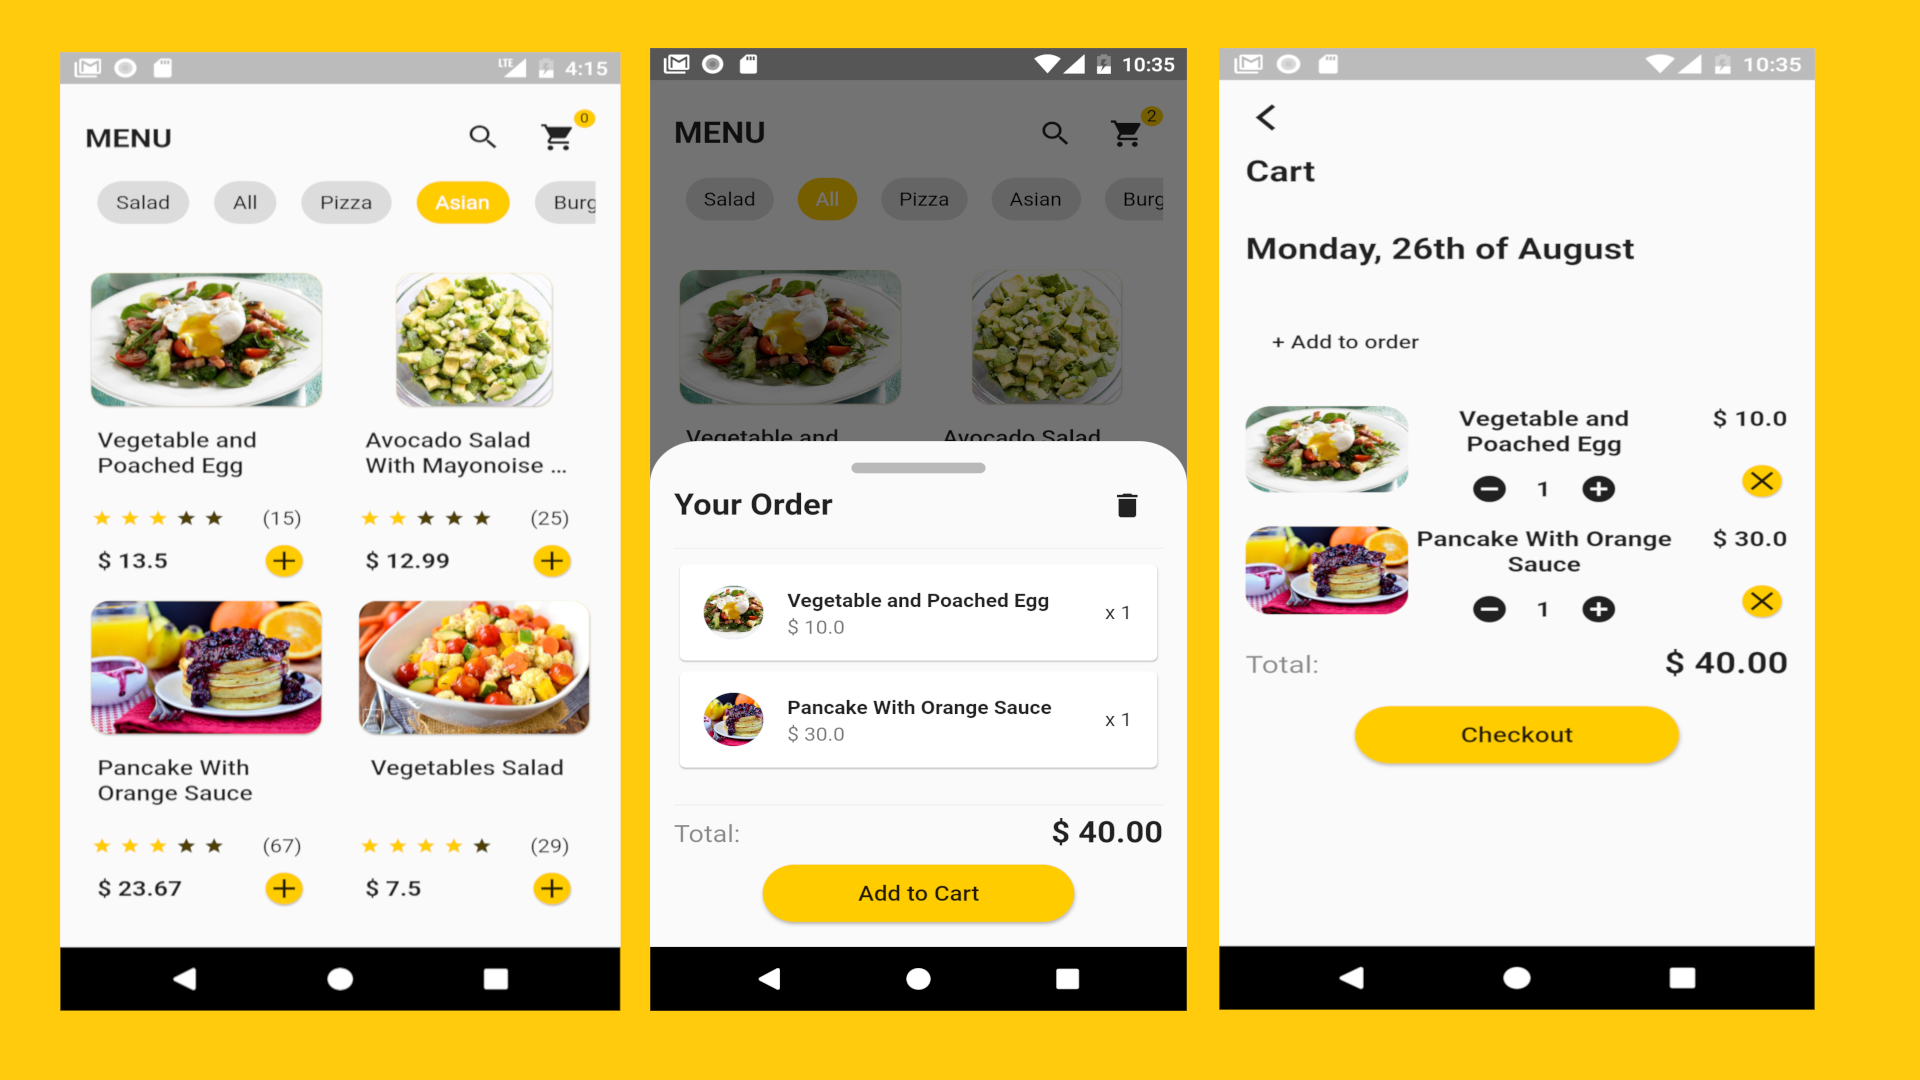 LTE 4:15
MENU
0
Salad All Pizza Asian Burg
Vegetable and
Poached Egg
Avocado Salad
With Mayonoise ...
(15)
(25)
$ 13.5
$ 12.99
Pancake With
Orange Sauce
Vegetables Salad
(67)
(29)
$ 23.67
$ 7.5
10:35
MENU
2
Salad All Pizza Asian Burg
Vegetable and
Avocado Salad
Your Order
Vegetable and Poached Egg
$ 10.0
x 1
Pancake With Orange Sauce
$ 30.0
x 1
Total: $ 40.00
Add to Cart
10:35
Cart
Monday, 26th of August
+ Add to order
Vegetable and
Poached Egg
$ 10.0
1
Pancake With Orange
Sauce
$ 30.0
1
Total: $ 40.00
Checkout